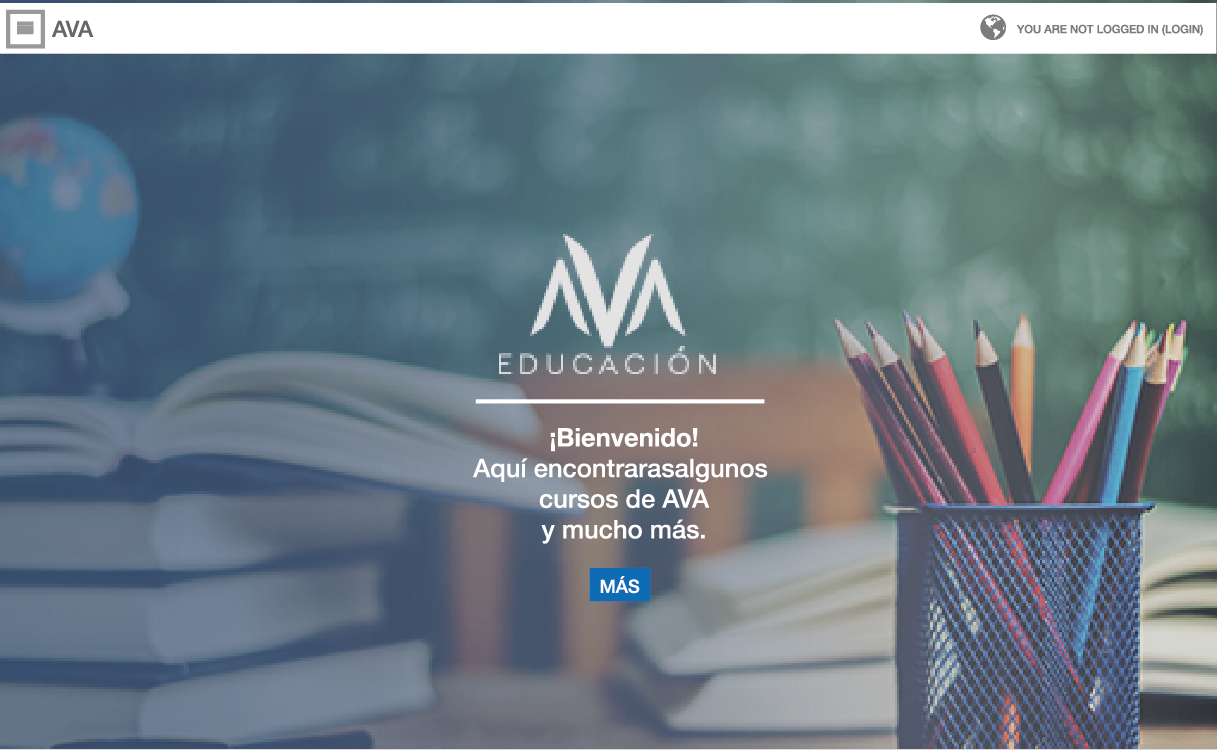 AVA
YOU ARE NOT LOGGED IN (LOGIN)
AVA
EDUCACIÓN
¡Bienvenido!
Aquí encontrarasalgunos
cursos de AVA
y mucho más.
MÁS